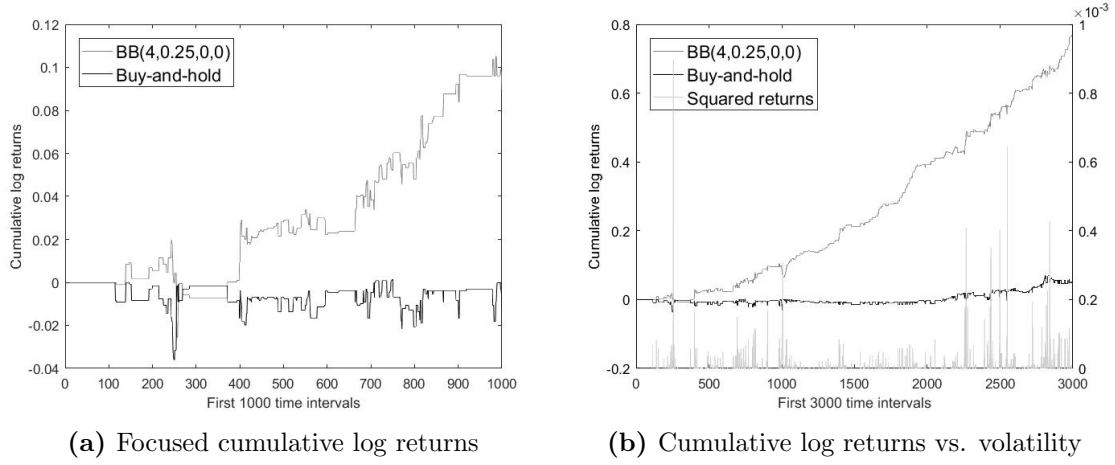 0.12
0.1
0.08
0.06
0.04
0.02
0
-0.02
-0.04
Cumulative log returns
BB(4,0.25,0,0)
Buy-and-hold
0 100 200 300 400 500 600 700 800 900 1000
First 1000 time intervals
(a) Focused cumulative log returns
0.8
0.6
0.4
0.2
0
-0.2
Cumulative log returns
BB(4,0.25,0,0)
Buy-and-hold
Squared returns
×10⁻³
1
0.8
0.6
0.4
0.2
0
0 500 1000 1500 2000 2500 3000
First 3000 time intervals
(b) Cumulative log returns vs. volatility